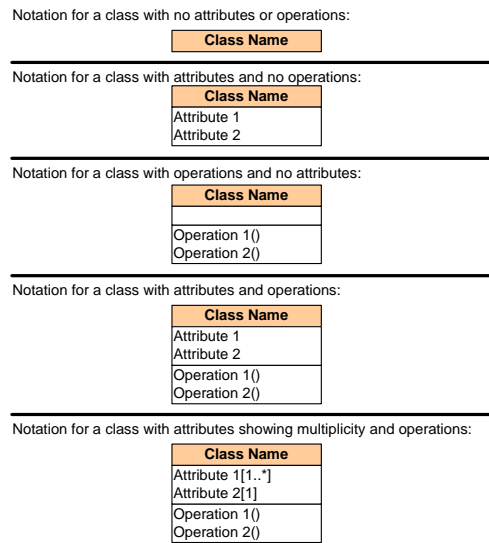 Notation for a class with no attributes or operations:
Class Name
Notation for a class with attributes and no operations:
Class Name
Attribute 1
Attribute 2
Notation for a class with operations and no attributes:
Class Name
Operation 1()
Operation 2()
Notation for a class with attributes and operations:
Class Name
Attribute 1
Attribute 2
Operation 1()
Operation 2()
Notation for a class with attributes showing multiplicity and operations:
Class Name
Attribute 1[1..*]
Attribute 2[1]
Operation 1()
Operation 2()